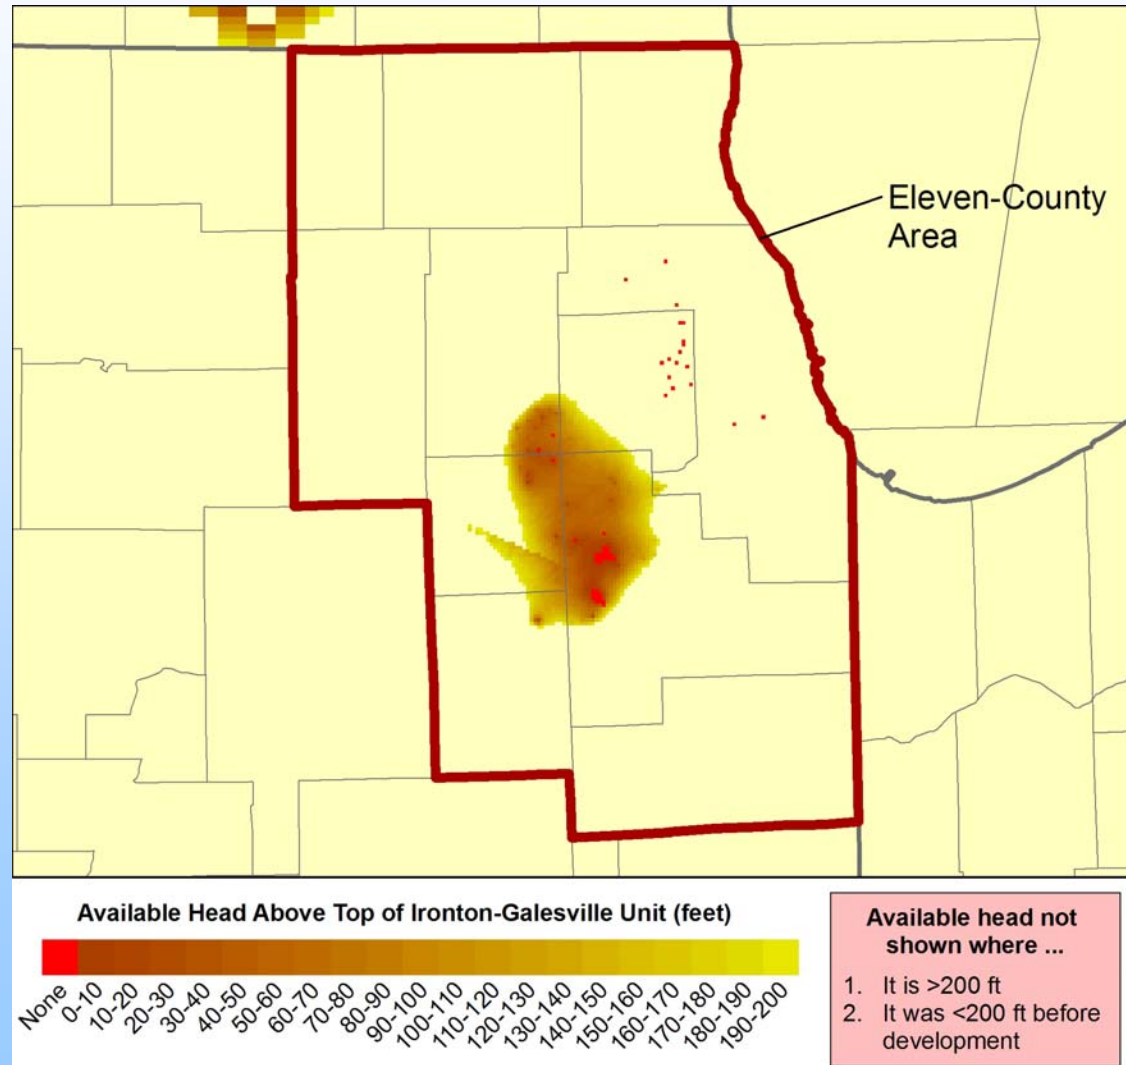 Eleven-County
Area
Available Head Above Top of Ironton-Galesville Unit (feet)
None
0-10
10-20
20-30
30-40
40-50
50-60
60-70
70-80
80-90
90-100
100-110
110-120
120-130
130-140
140-150
150-160
160-170
170-180
180-190
190-200
Available head not
shown where ...
1. It is >200 ft
2. It was <200 ft before
development